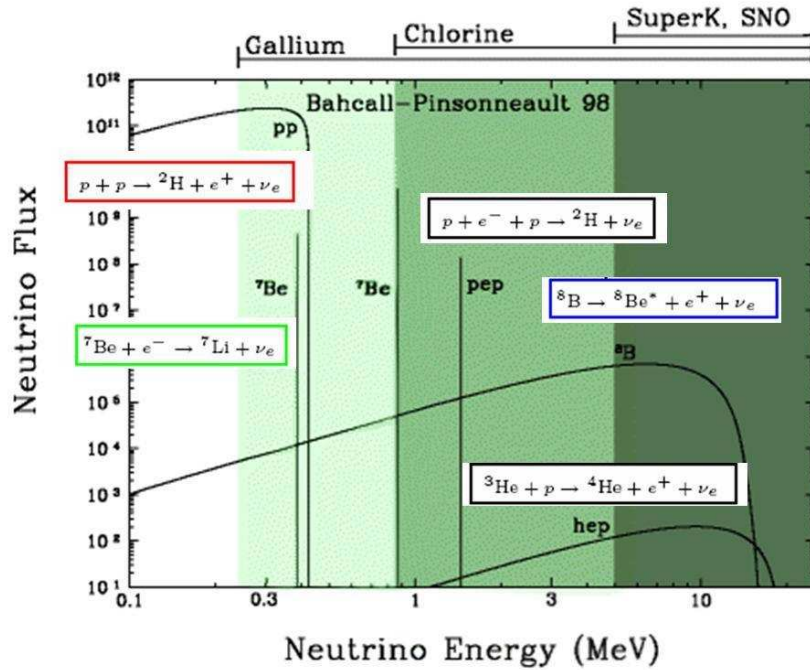 SuperK, SNO
Chlorine
Gallium
Bahcall-Pinsonneault 98
10¹²
10¹¹
pp
p + p → ²H + e⁺ + νₑ
10⁹
p + e⁻ + p → ²H + νₑ
10⁸
⁷Be
⁷Be
pep
⁸B → ⁸Be* + e⁺ + νₑ
10⁷
⁷Be + e⁻ → ⁷Li + νₑ
⁸B
10⁵
10⁴
³He + p → ⁴He + e⁺ + νₑ
10³
hep
10²
10¹
0.1
0.3
1
3
10
Neutrino Flux
Neutrino Energy (MeV)